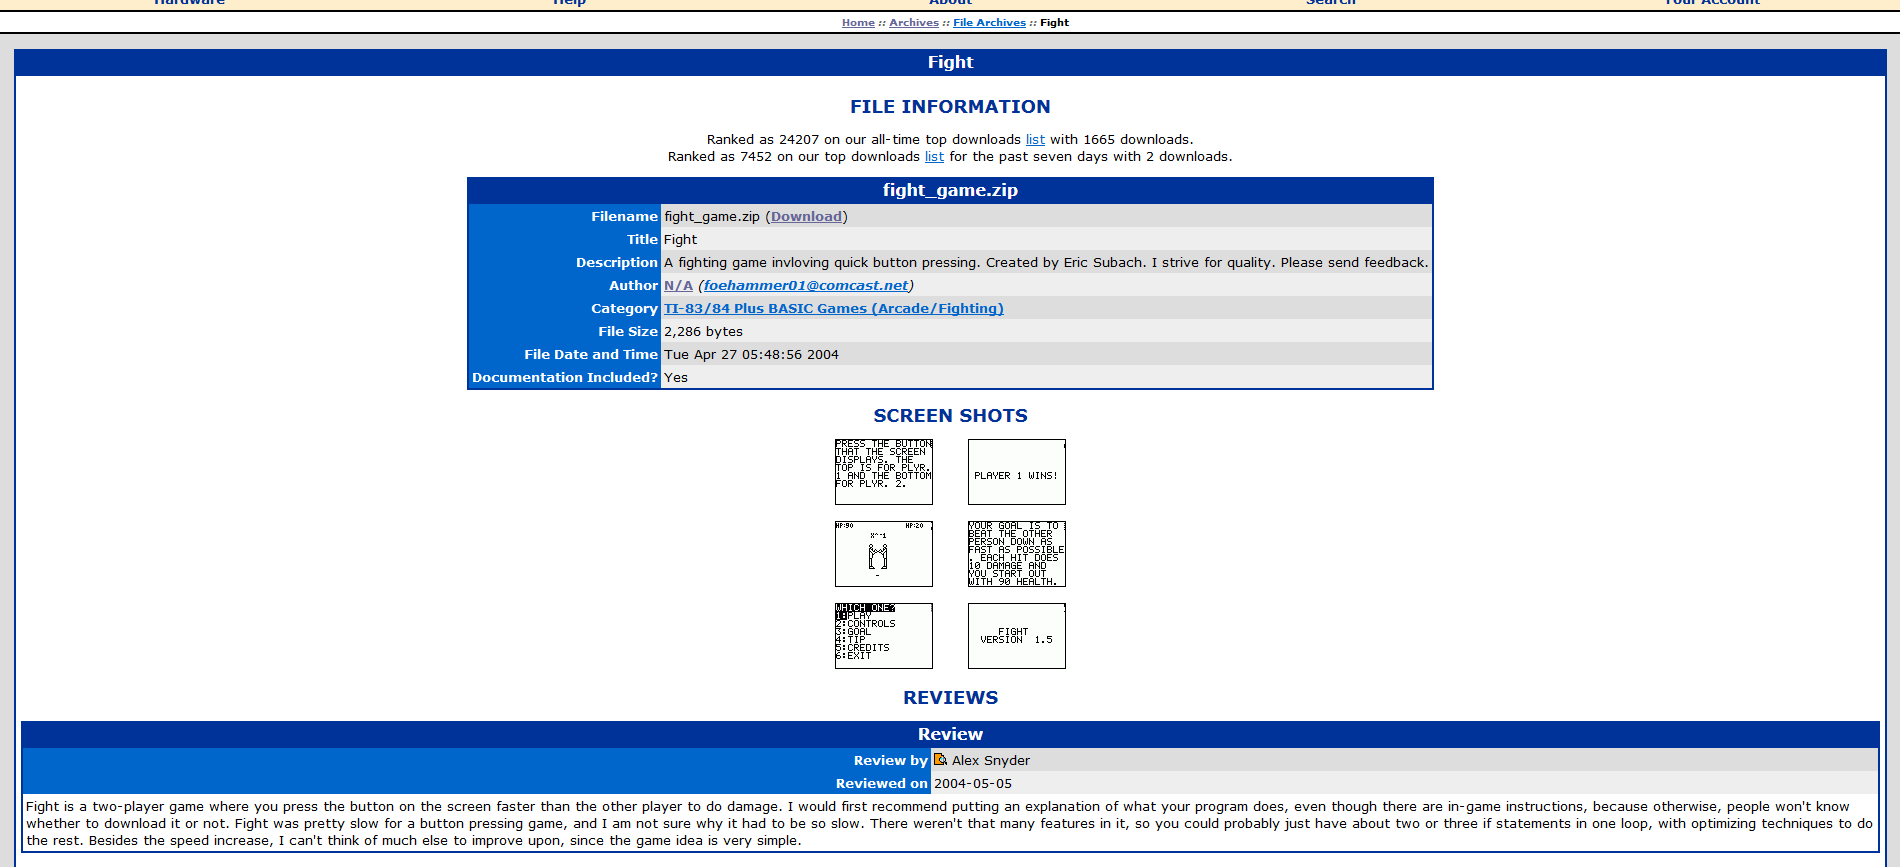 Hardware Help About Search Your Account
Home :: Archives :: File Archives :: Fight
Fight
FILE INFORMATION
Ranked as 24207 on our all-time top downloads list with 1665 downloads.
Ranked as 7452 on our top downloads list for the past seven days with 2 downloads.
fight_game.zip
Filename fight_game.zip (Download)
Title Fight
Description A fighting game invloving quick button pressing. Created by Eric Subach. I strive for quality. Please send feedback.
Author N/A (foehammer01@comcast.net)
Category TI-83/84 Plus BASIC Games (Arcade/Fighting)
File Size 2,286 bytes
File Date and Time Tue Apr 27 05:48:56 2004
Documentation Included? Yes
SCREEN SHOTS
PRESS THE BUTTON
THAT THE SCREEN
DISPLAYS. THE
TOP IS FOR PLYR.
1 AND THE BOTTOM
FOR PLYR. 2.
PLAYER 1 WINS!
HP:90 HP:20
X^-1
-
YOUR GOAL IS TO
BEAT THE OTHER
PERSON DOWN AS
FAST AS POSSIBLE
. EACH HIT DOES
10 DAMAGE AND
YOU START OUT
WITH 90 HEALTH.
WHICH ONE?
1:PLAY
2:CONTROLS
3:GOAL
4:TIP
5:CREDITS
6:EXIT
FIGHT
VERSION 1.5
REVIEWS
Review
Review by Alex Snyder
Reviewed on 2004-05-05
Fight is a two-player game where you press the button on the screen faster than the other player to do damage. I would first recommend putting an explanation of what your program does, even though there are in-game instructions, because otherwise, people won't know
whether to download it or not. Fight was pretty slow for a button pressing game, and I am not sure why it had to be so slow. There weren't that many features in it, so you could probably just have about two or three if statements in one loop, with optimizing techniques to do
the rest. Besides the speed increase, I can't think of much else to improve upon, since the game idea is very simple.